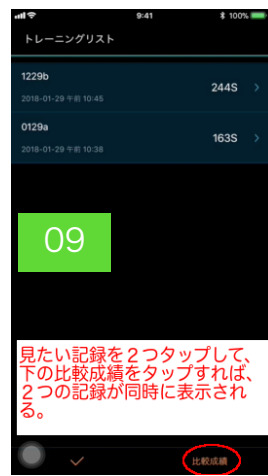 9:41
100%
トレーニングリスト
1229b
244S
2018-01-29 午前 10:45
0129a
163S
2018-01-29 午前 10:38
09
見たい記録を２つタップして、
下の比較成績をタップすれば、
２つの記録が同時に表示され
る。
比較成績